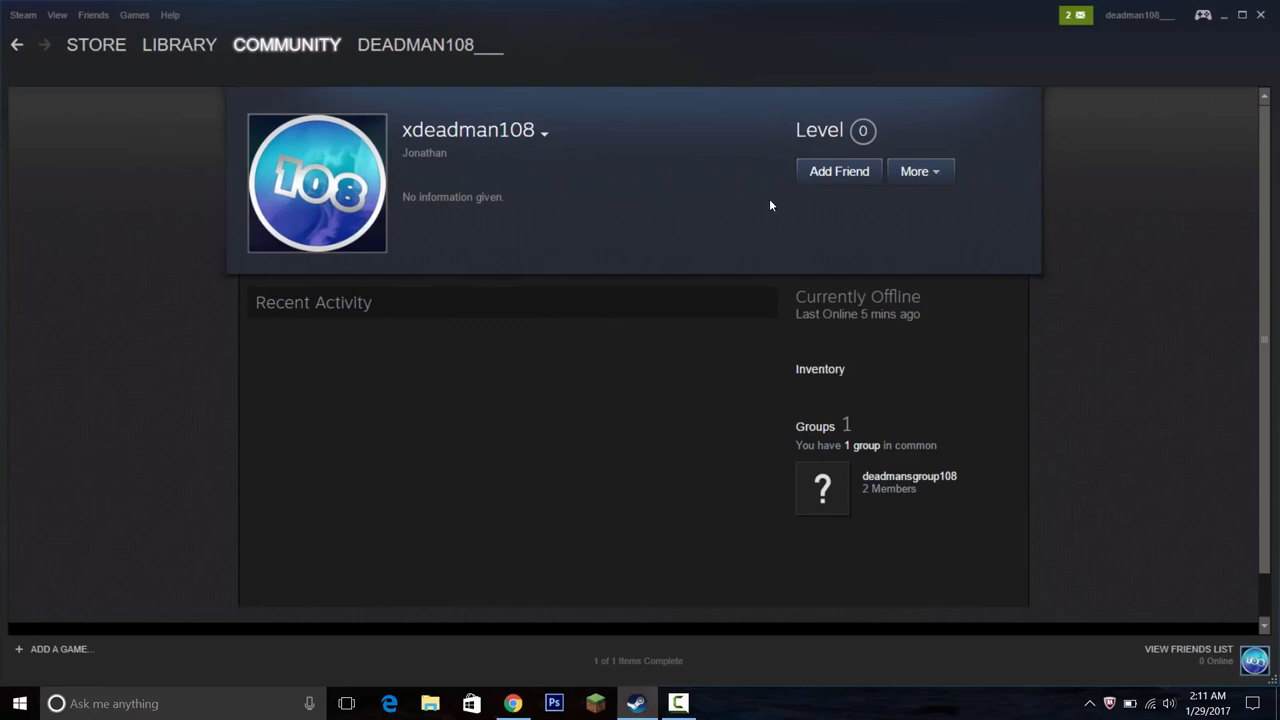 Steam View Friends Games Help
2 deadman108___
STORE LIBRARY COMMUNITY DEADMAN108___
108
xdeadman108
Jonathan
No information given.
Level 0
Add Friend More
Recent Activity
Currently Offline
Last Online 5 mins ago
Inventory
Groups 1
You have 1 group in common
?
deadmansgroup108
2 Members
+ ADD A GAME...
1 of 1 Items Complete
VIEW FRIENDS LIST
0 Online
Ask me anything
Ps
C
2:11 AM
1/29/2017